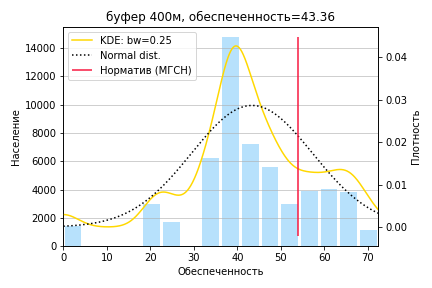 буфер 400м, обеспеченность=43.36
KDE: bw=0.25
Normal dist.
Норматив (МГСН)
Население
14000
12000
10000
8000
6000
4000
2000
0
0.04
0.03
0.02
0.01
0.00
Плотность
0 10 20 30 40 50 60 70
Обеспеченность